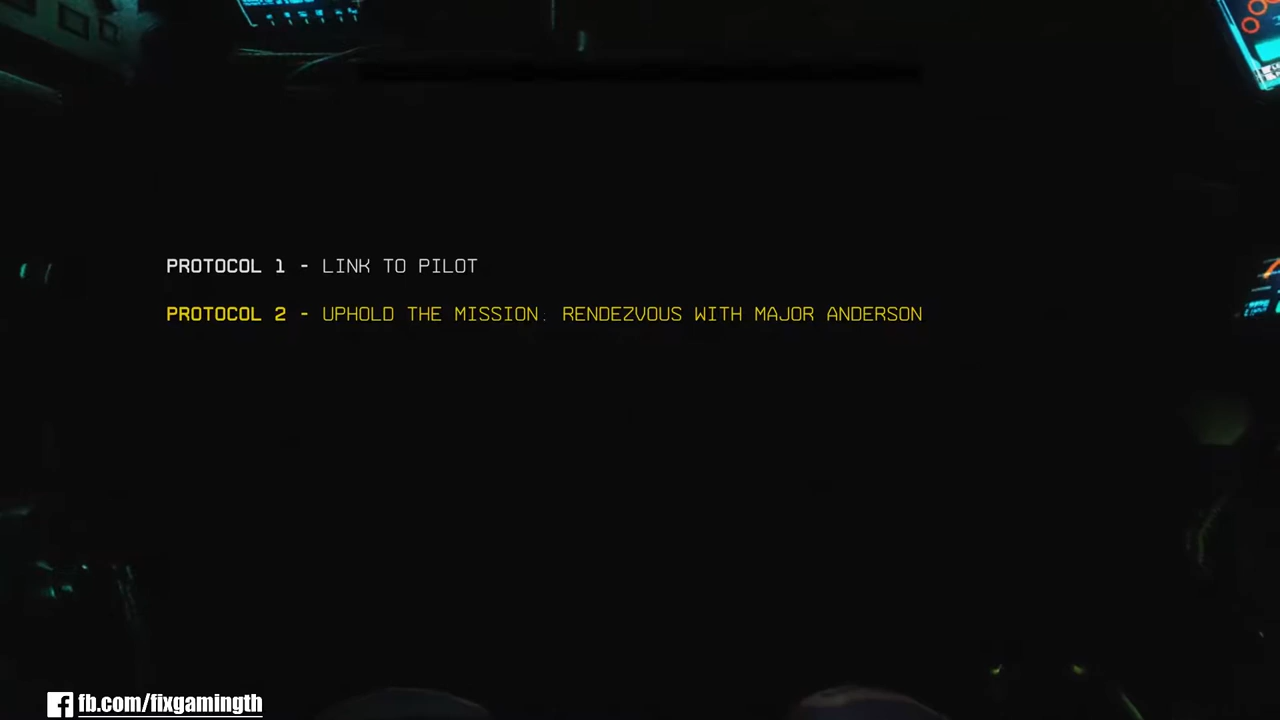 PROTOCOL 1 - LINK TO PILOT
PROTOCOL 2 - UPHOLD THE MISSION. RENDEZVOUS WITH MAJOR ANDERSON
fb.com/fixgamingth